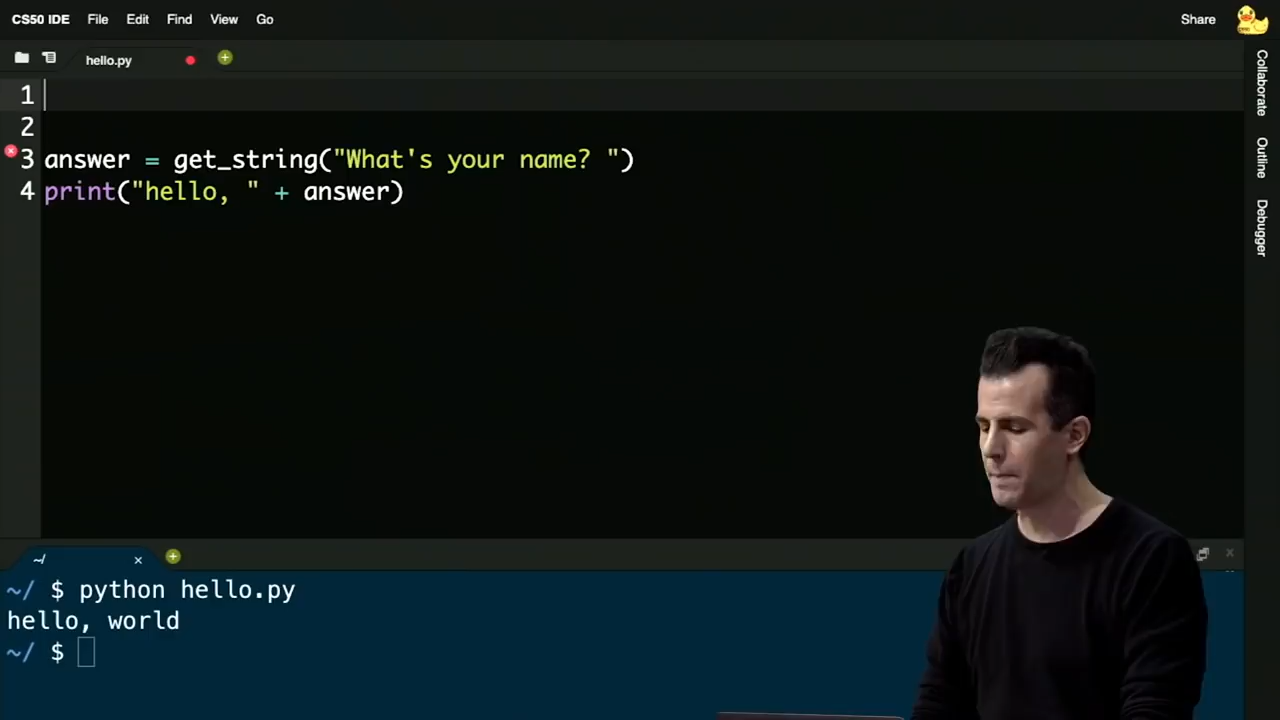 CS50 IDE File Edit Find View Go Share
hello.py
1
2
3 answer = get_string("What's your name? ")
4 print("hello, " + answer)
Collaborate
Outline
Debugger
~/
~/ $ python hello.py
hello, world
~/ $